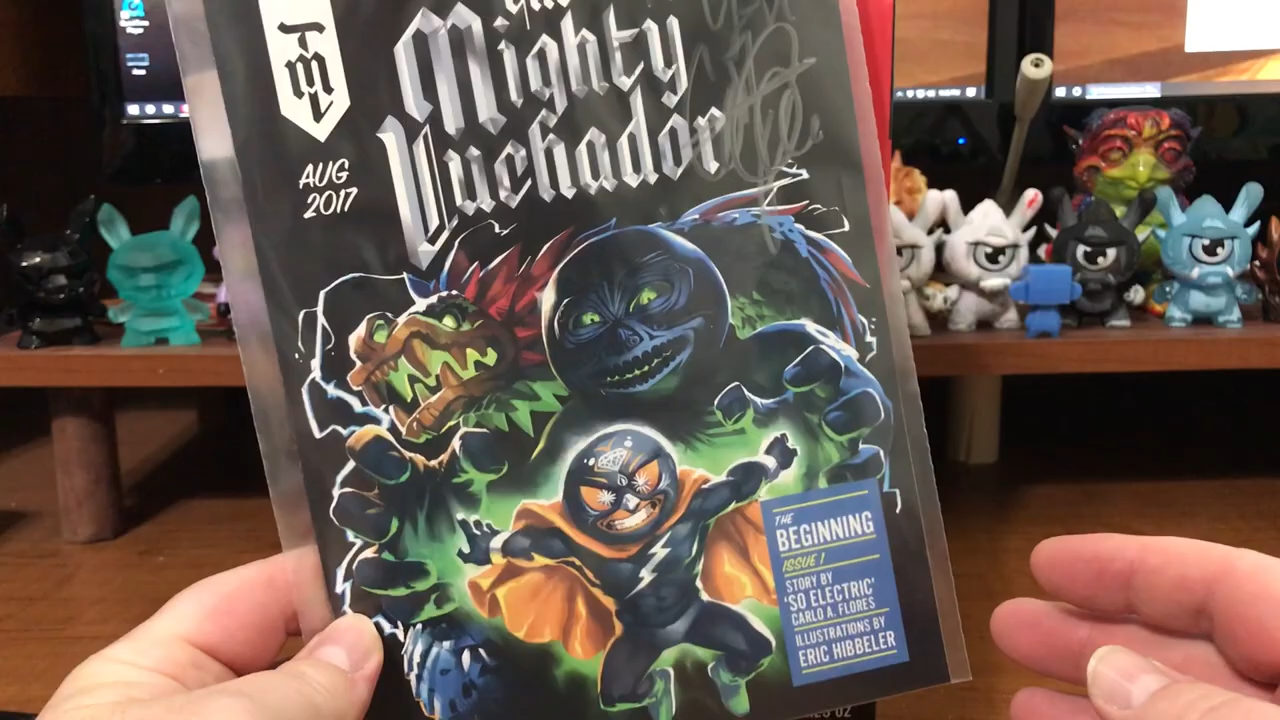 The
Mighty
Luchador
TML
AUG
2017
THE
BEGINNING
ISSUE 1
STORY BY
'SO ELECTRIC'
CARLO A. FLORES
ILLUSTRATIONS BY
ERIC HIBBELER